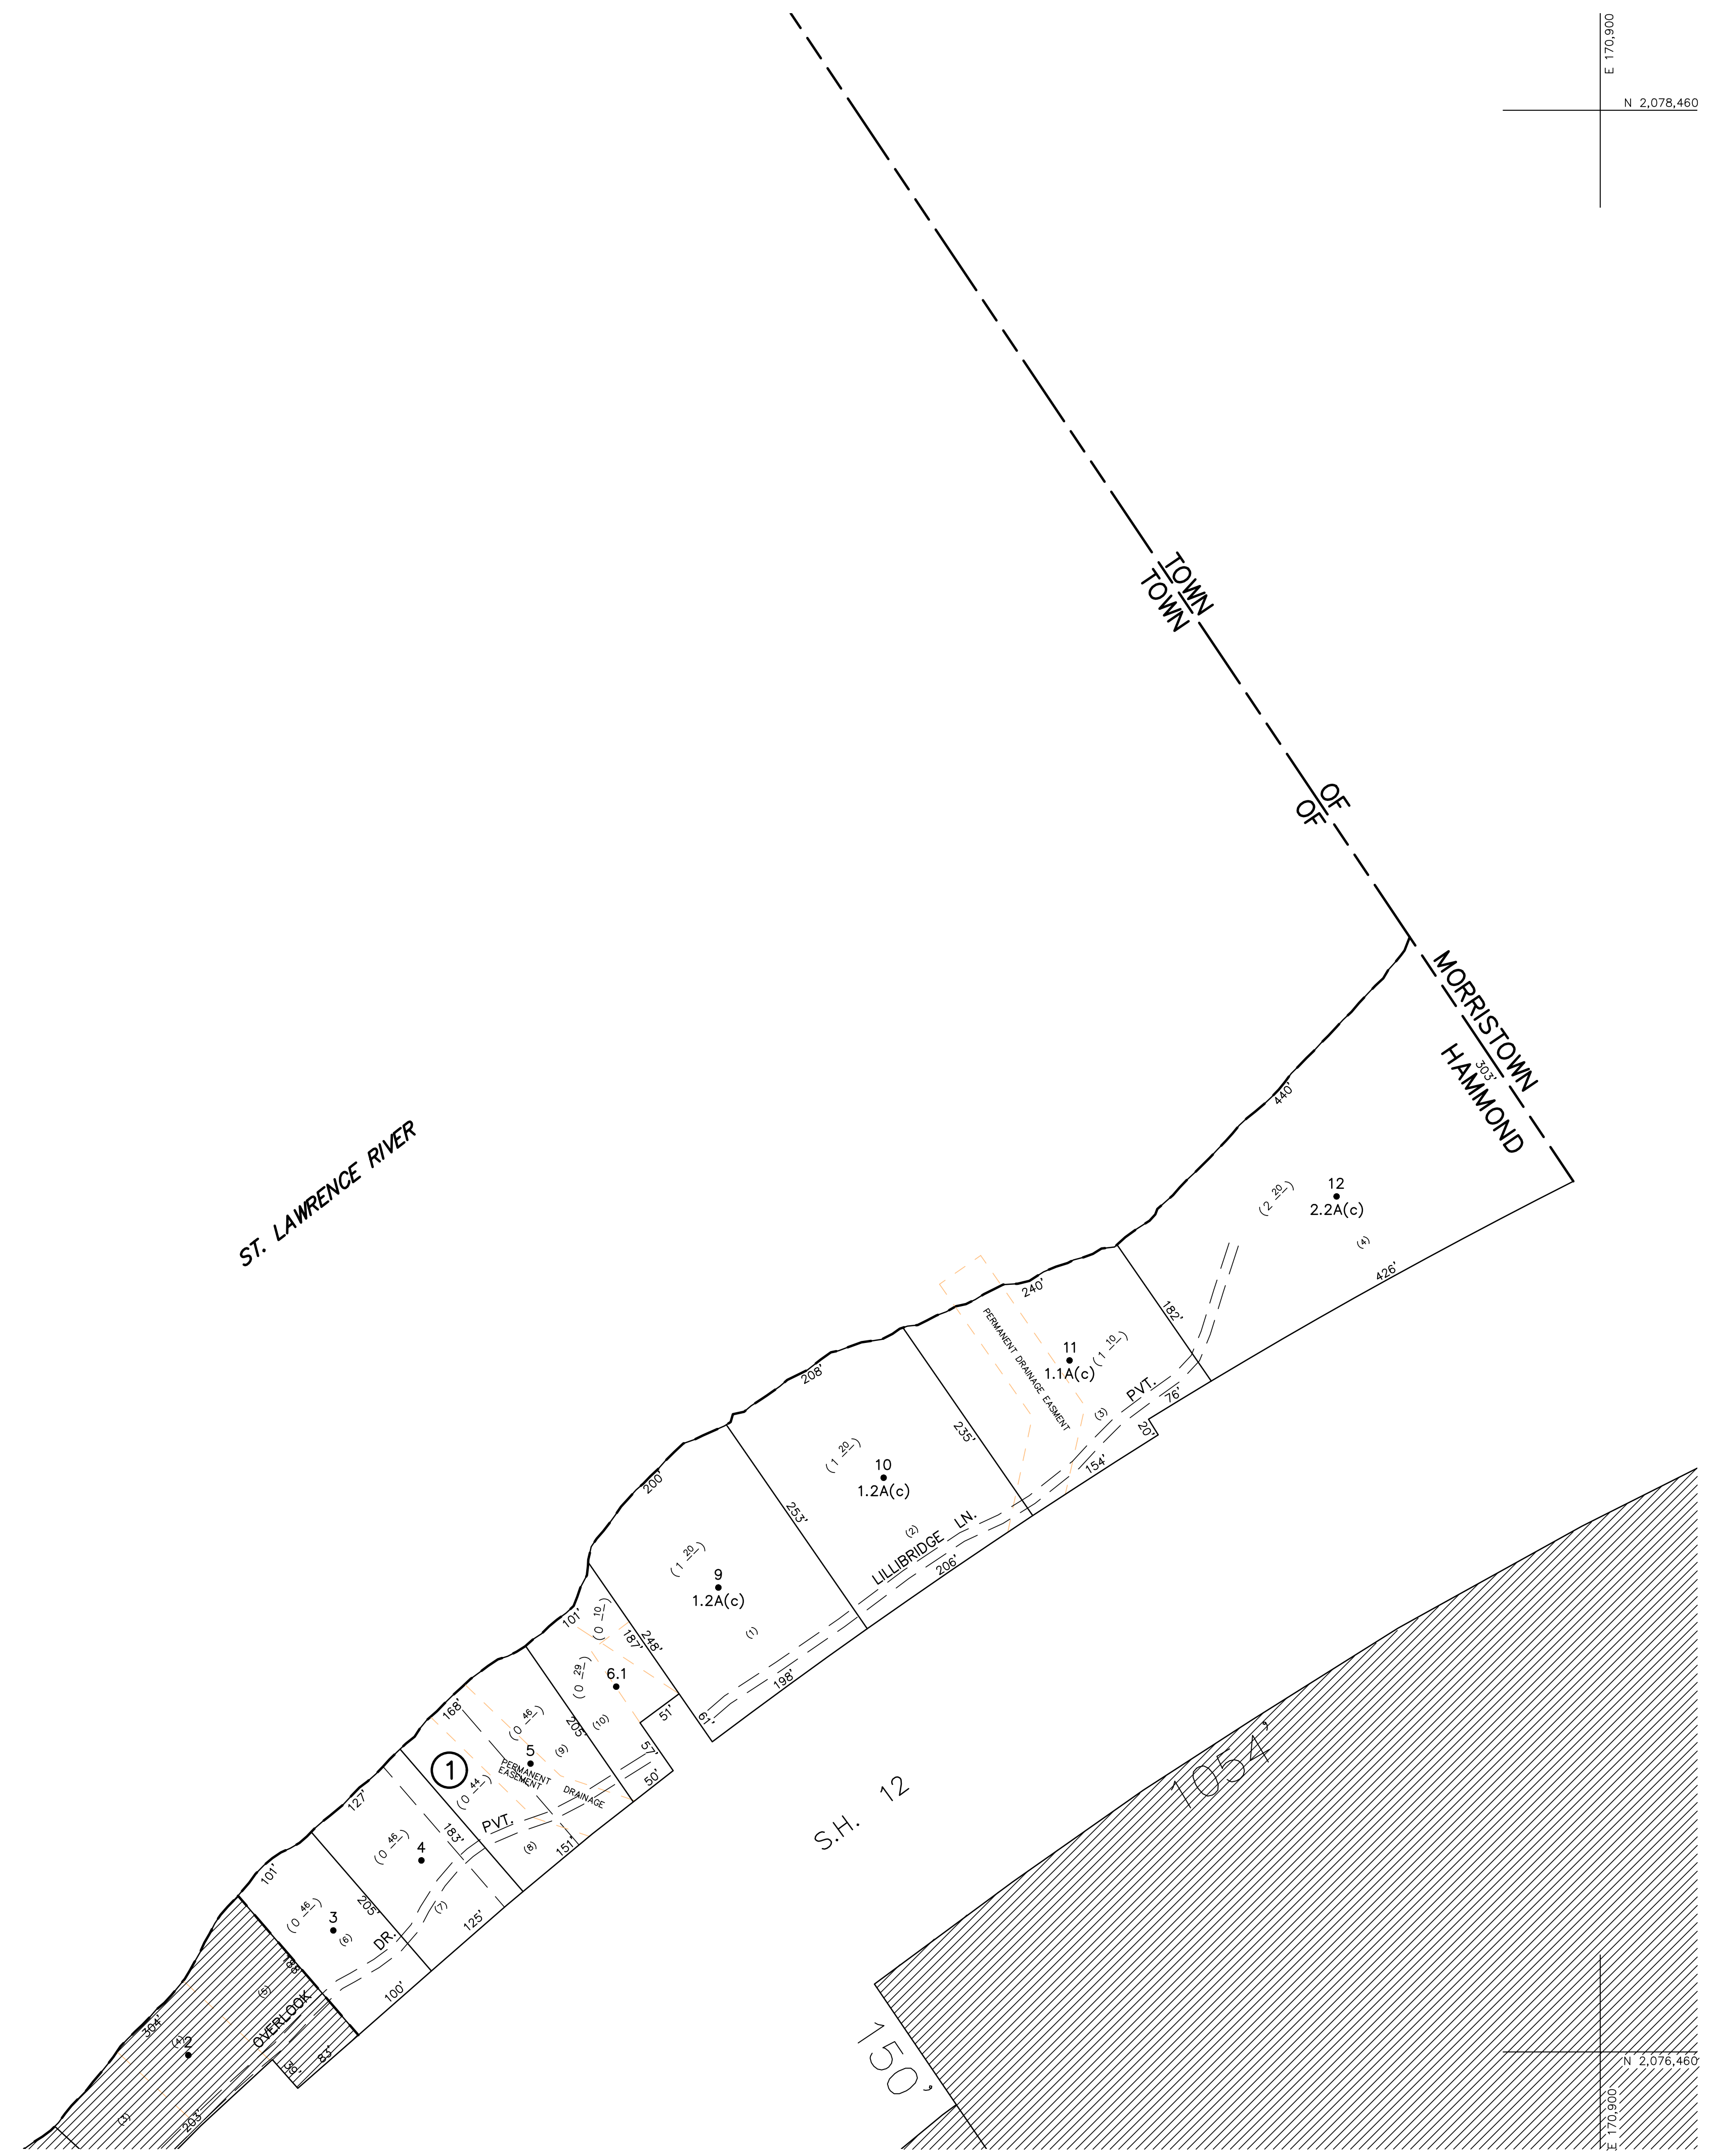 E 170,900
N 2,078,460
TOWN
TOWN
OF
OF
MORRISTOWN
303'
HAMMOND
440'
ST. LAWRENCE RIVER
12
2.2A(c)
(2 20)
(4)
426'
182'
240'
PERMANENT DRAINAGE EASMENT
11
1.1A(c)
(1 10)
(3)
PVT.
76'
20'
154'
208'
235'
(1 20)
10
1.2A(c)
(2)
LILLIBRIDGE LN.
206'
200'
253'
(1 20)
9
1.2A(c)
(1)
198'
61'
101'
(0 10)
187'
248'
(0 29)
6.1
(10)
51'
57'
50'
168'
(0 46)
205'
5
(9)
PERMANENT
EASEMENT
DRAINAGE
1
(0 44)
PVT.
(8)
151'
127'
183'
(0 46)
4
(7)
125'
101'
205'
(0 46)
3
(6)
DR.
100'
188'
(5)
OVERLOOK
304'
(4)
2
39'
83'
(3)
203'
S.H. 12
1054'
150'
N 2,076,460
E 170,900